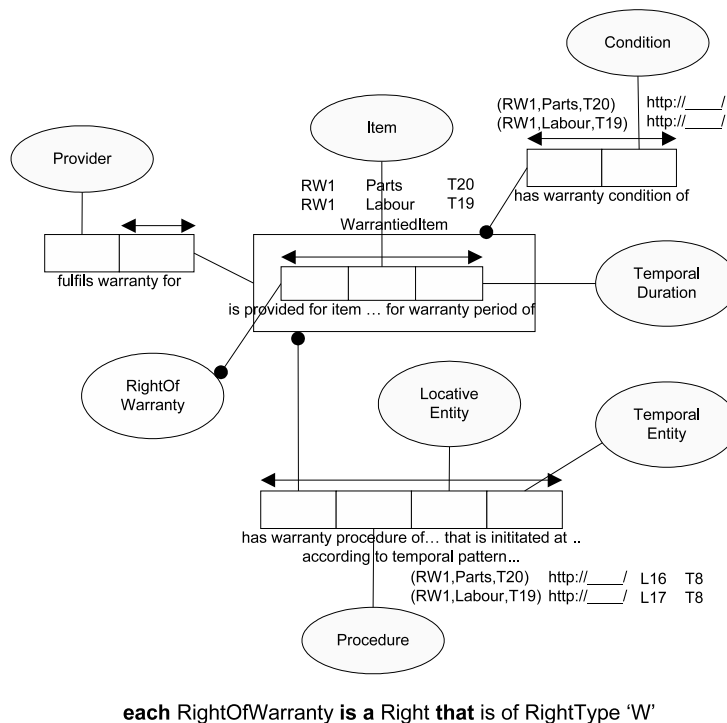 Condition
(RW1,Parts,T20) http://____/
(RW1,Labour,T19) http://____/
has warranty condition of
Item
Provider
RW1 Parts T20
RW1 Labour T19
WarrantiedItem
fulfils warranty for
is provided for item ... for warranty period of
Temporal
Duration
RightOf
Warranty
Locative
Entity
Temporal
Entity
has warranty procedure of... that is inititated at ..
according to temporal pattern...
(RW1,Parts,T20) http://____/ L16 T8
(RW1,Labour,T19) http://____/ L17 T8
Procedure
each RightOfWarranty is a Right that is of RightType ‘W’